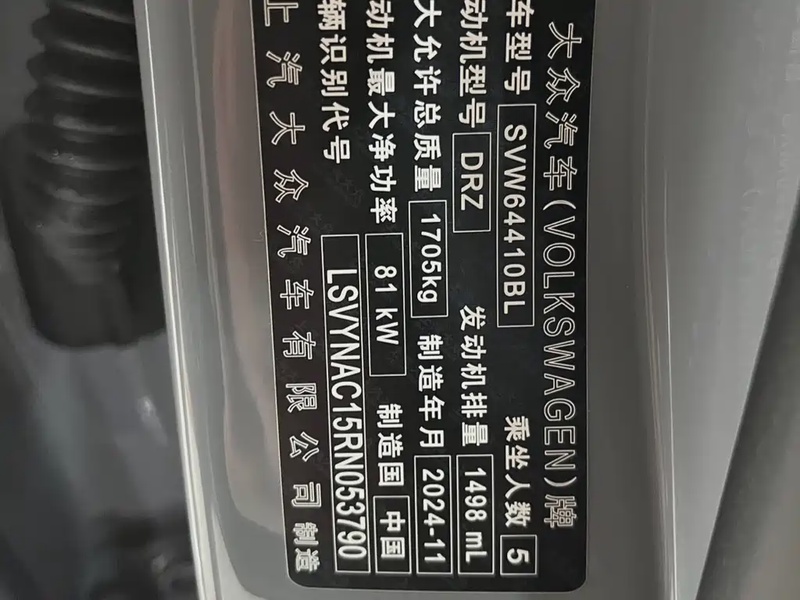 大众汽车(VOLKSWAGEN)牌
车型号 SVW64410BL 乘坐人数 5
动机型号 DRZ 发动机排量 1498 mL
大允许总质量 1705kg 制造年月 2024-11
动机最大净功率 81 kW 制造国 中国
辆识别代号 LSVYNAC15RN053790
上汽大众汽车有限公司制造